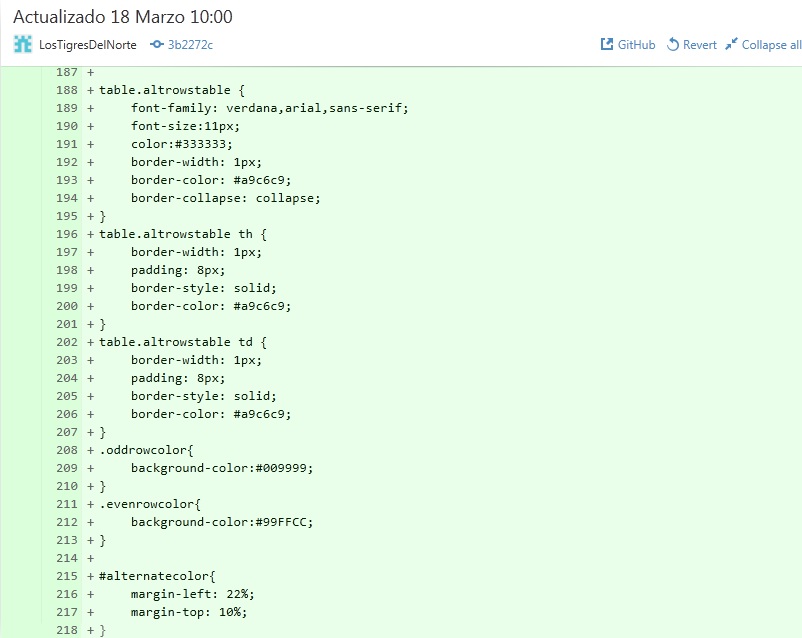 Actualizado 18 Marzo 10:00
LosTigresDelNorte 3b2272c GitHub Revert Collapse all
187 +
188 + table.altrowstable {
189 + font-family: verdana,arial,sans-serif;
190 + font-size:11px;
191 + color:#333333;
192 + border-width: 1px;
193 + border-color: #a9c6c9;
194 + border-collapse: collapse;
195 + }
196 + table.altrowstable th {
197 + border-width: 1px;
198 + padding: 8px;
199 + border-style: solid;
200 + border-color: #a9c6c9;
201 + }
202 + table.altrowstable td {
203 + border-width: 1px;
204 + padding: 8px;
205 + border-style: solid;
206 + border-color: #a9c6c9;
207 + }
208 + .oddrowcolor{
209 + background-color:#009999;
210 + }
211 + .evenrowcolor{
212 + background-color:#99FFCC;
213 + }
214 +
215 + #alternatecolor{
216 + margin-left: 22%;
217 + margin-top: 10%;
218 + }